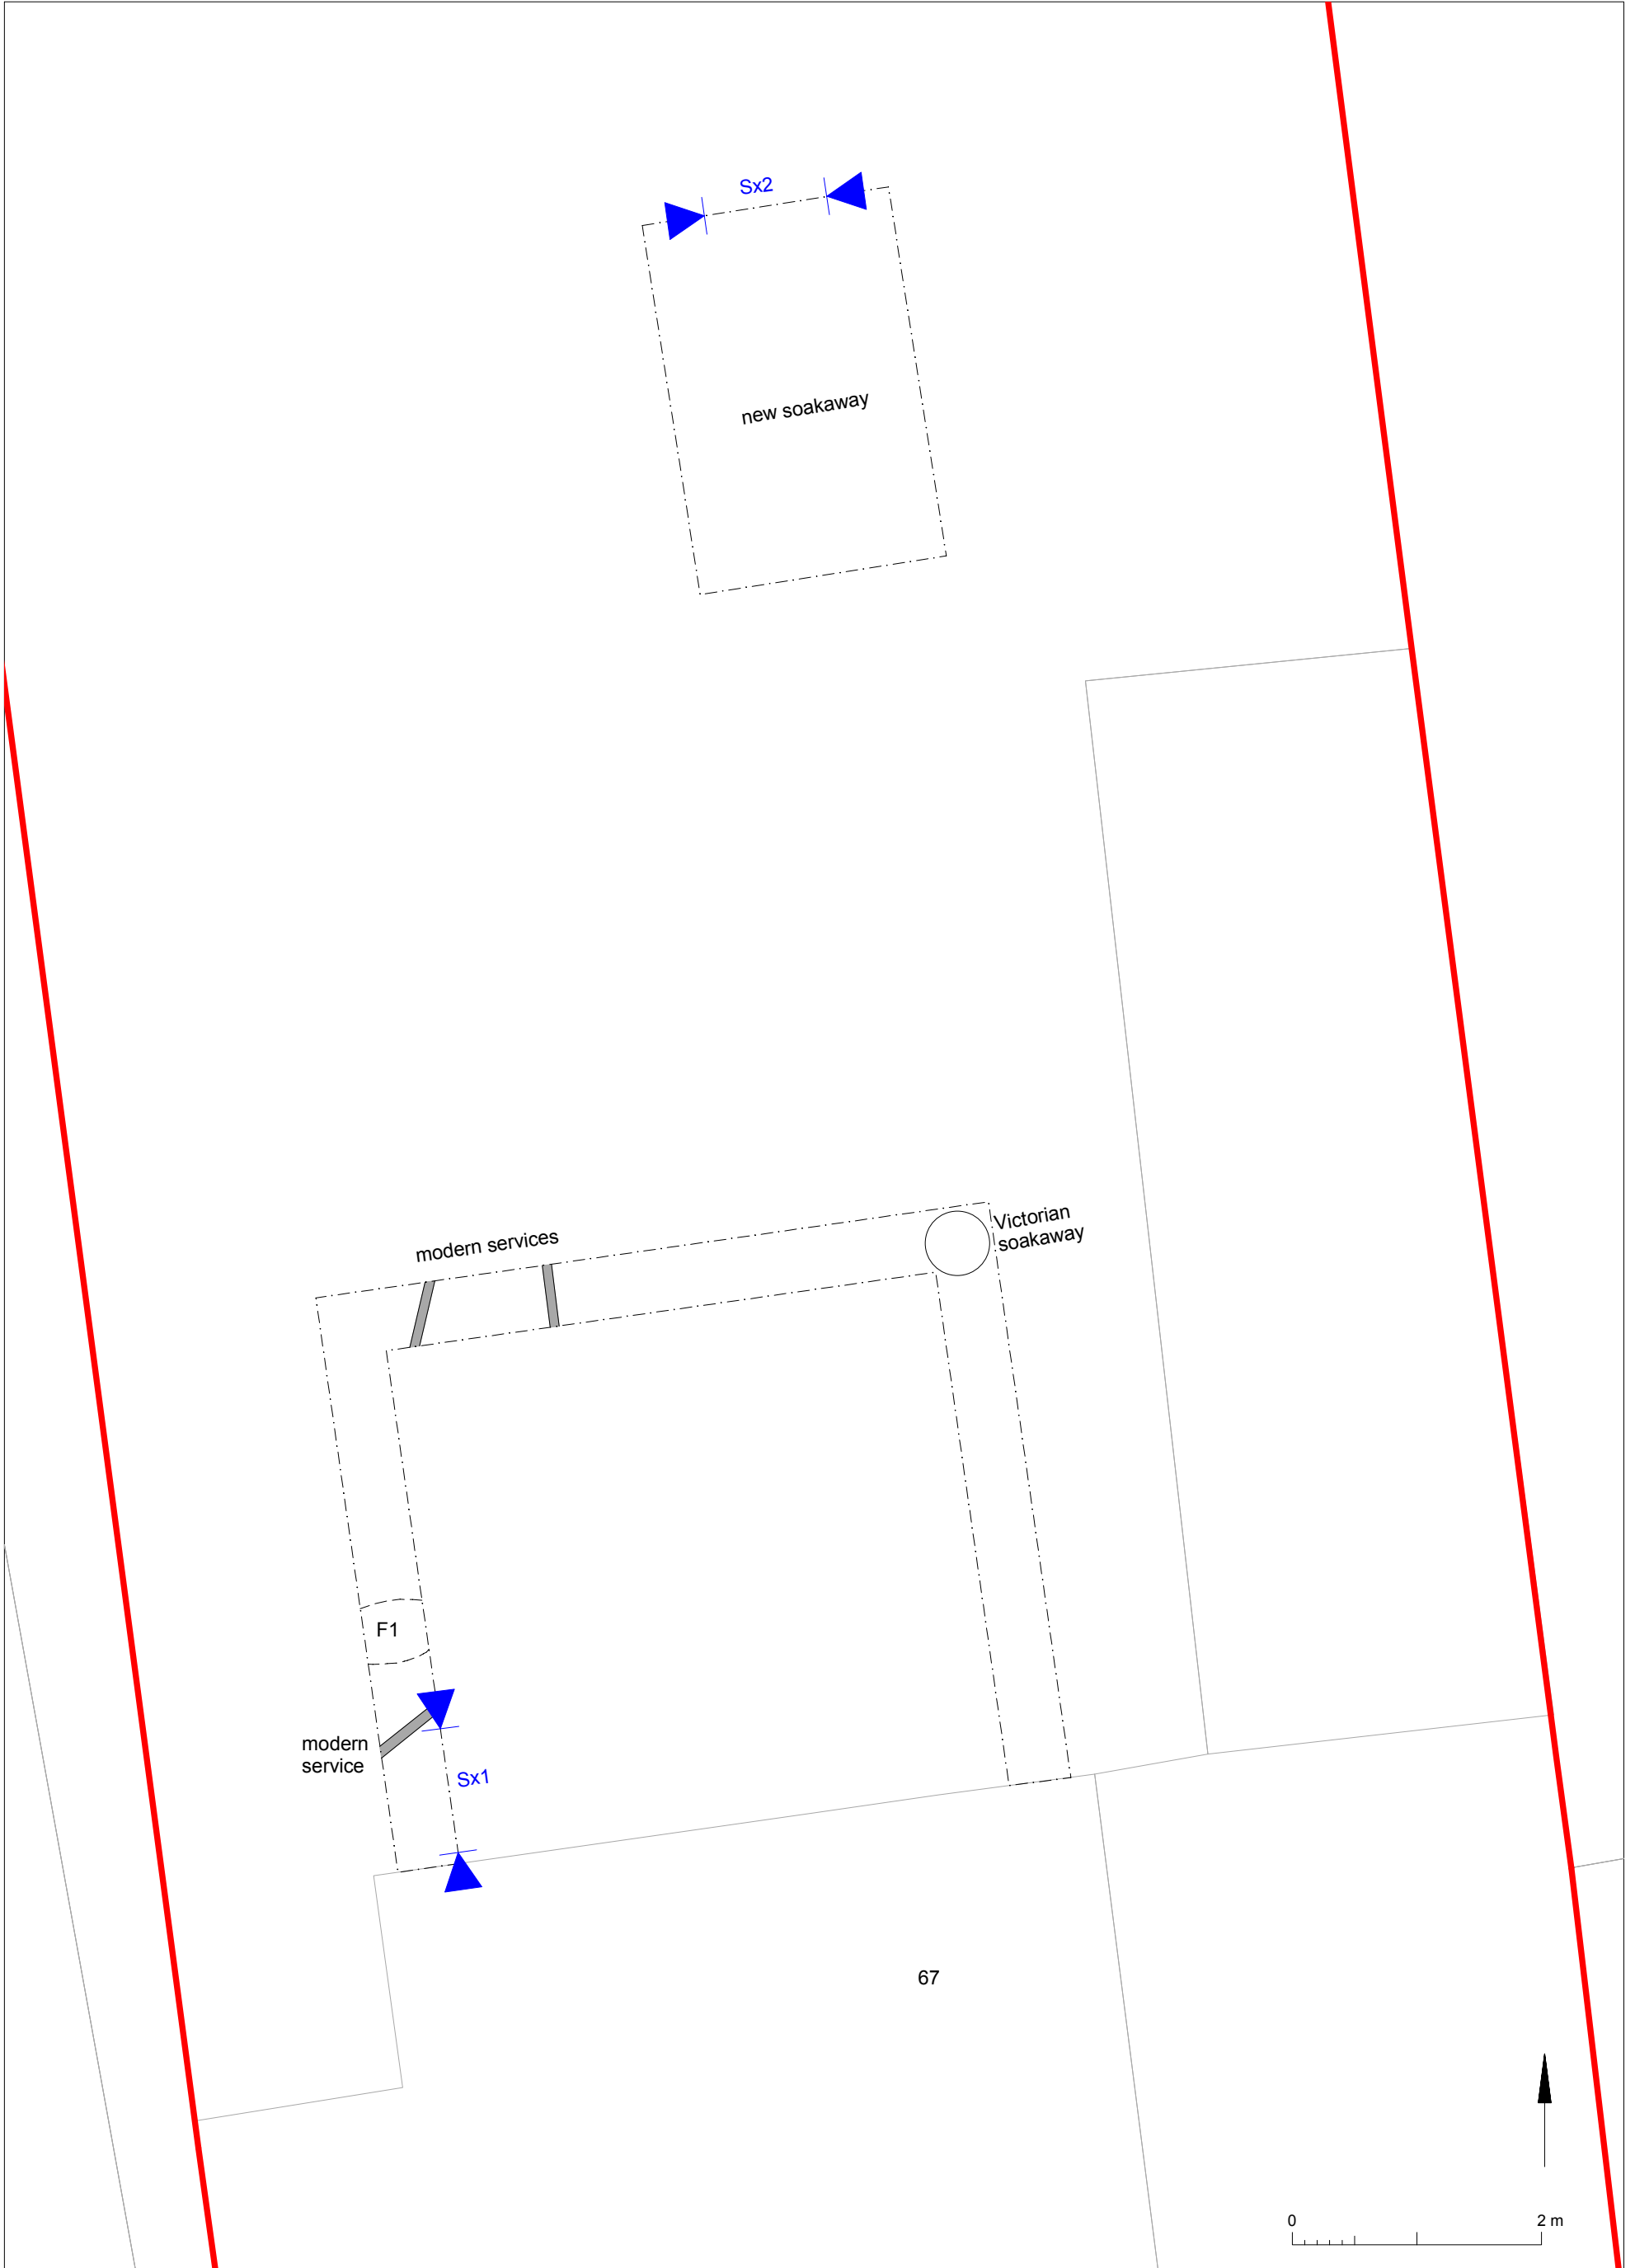 Sx2
new soakaway
Victorian
soakaway
modern services
F1
modern
service
Sx1
67
0
2 m